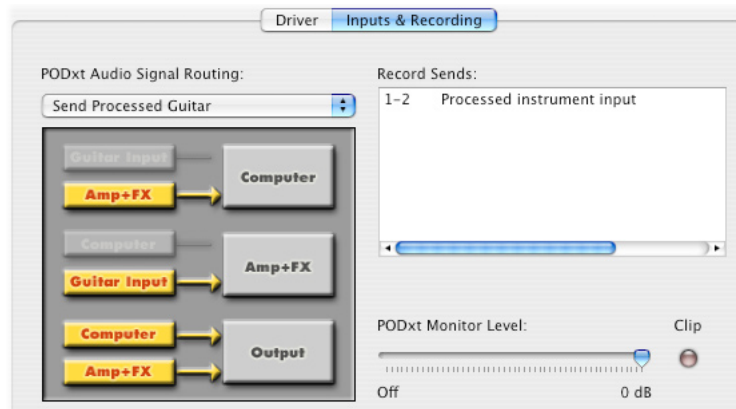 Driver
Inputs & Recording
PODxt Audio Signal Routing:
Send Processed Guitar
Guitar Input
Amp+FX
Computer
Computer
Guitar Input
Amp+FX
Computer
Amp+FX
Output
Record Sends:
1-2 Processed instrument input
PODxt Monitor Level:
Clip
Off
0 dB